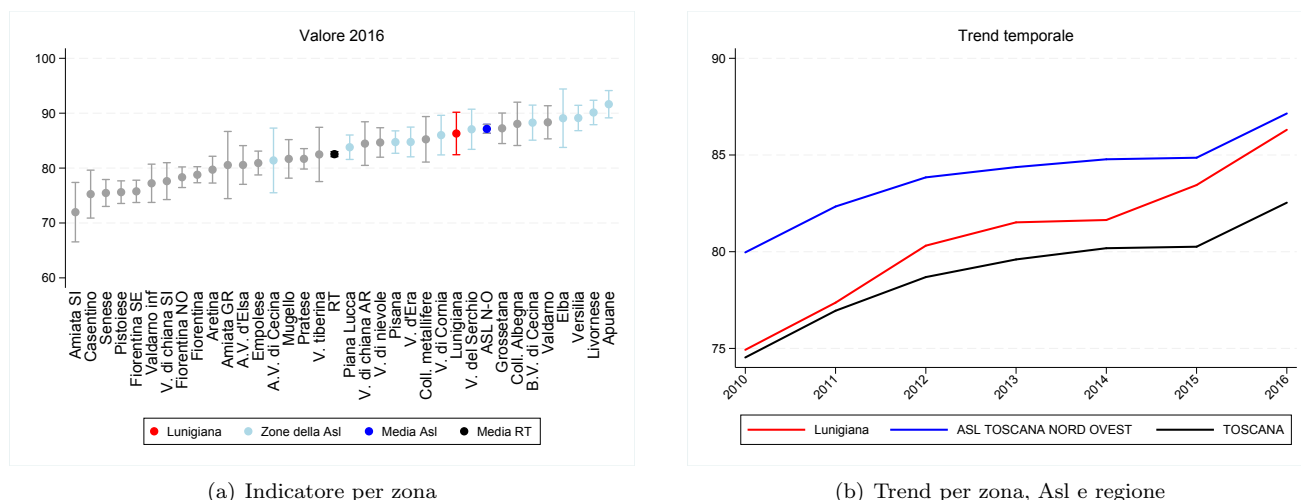 Valore 2016
100
90
80
70
60
Amiata SI
Casentino
Senese
Pistoiese
Fiorentina SE
Valdarno inf
V. di chiana SI
Fiorentina NO
Fiorentina
Aretina
Amiata GR
A.V. d'Elsa
Empolese
A.V. di Cecina
Mugello
Pratese
V. tiberina
RT
Piana Lucca
V. di chiana AR
V. di nievole
Pisana
V. d'Era
Coll. metallifere
V. di Cornia
Lunigiana
V. del Serchio
ASL N-O
Grossetana
Coll. Albegna
B.V. di Cecina
Valdarno
Elba
Versilia
Livornese
Apuane
Lunigiana Zone della Asl Media Asl Media RT
(a) Indicatore per zona
Trend temporale
90
85
80
75
2010 2011 2012 2013 2014 2015 2016
Lunigiana ASL TOSCANA NORD OVEST TOSCANA
(b) Trend per zona, Asl e regione